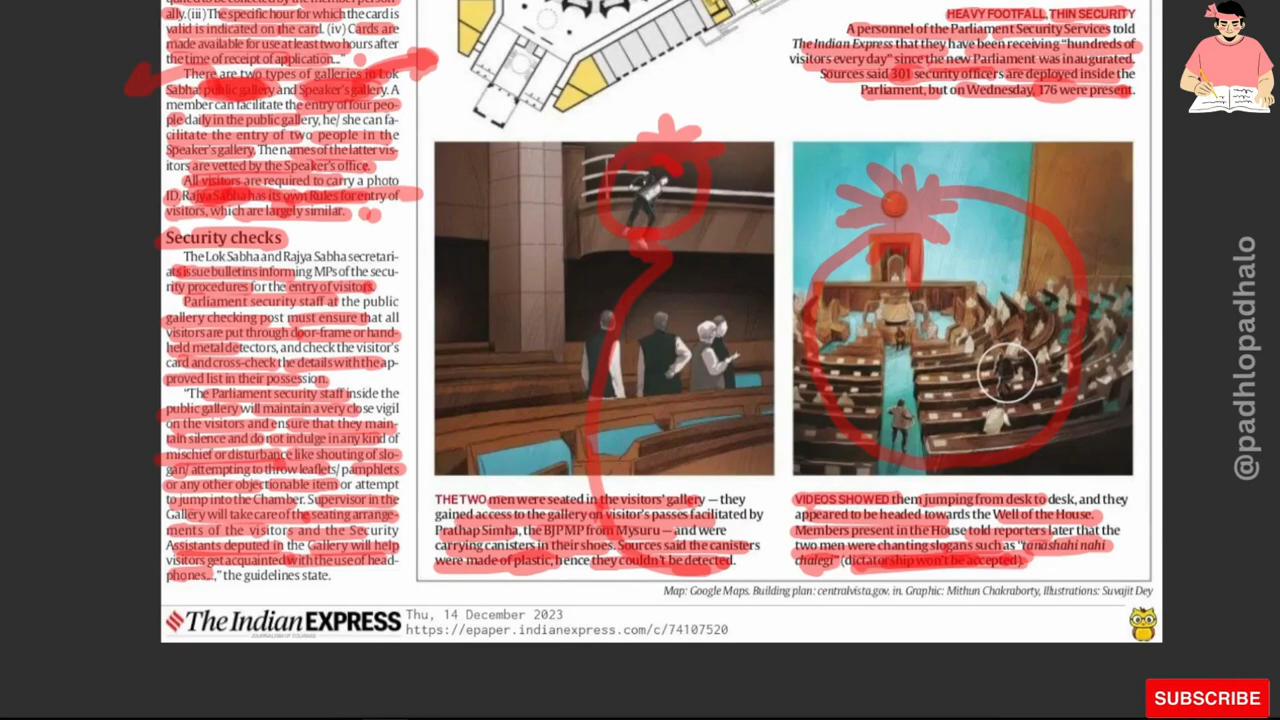 quired to be collected by the member person-
ally. (iii) The specific hour for which the card is
valid is indicated on the card. (iv) Cards are
made available for use at least two hours after
the time of receipt of application..."
There are two types of galleries in Lok
Sabha: public gallery and Speaker's gallery. A
member can facilitate the entry of four peo-
ple daily in the public gallery, he/ she can fa-
cilitate the entry of two people in the
Speaker's gallery. The names of the latter vis-
itors are vetted by the Speaker's office.
All visitors are required to carry a photo
ID. Rajya Sabha has its own Rules for entry of
visitors, which are largely similar.
Security checks
The Lok Sabha and Rajya Sabha secretari-
ats issue bulletins informing MPs of the secu-
rity procedures for the entry of visitors.
Parliament security staff at the public
gallery checking post must ensure that all
visitors are put through door-frame or hand-
held metal detectors, and check the visitor's
card and cross-check the details with the ap-
proved list in their possession.
"The Parliament security staff inside the
public gallery will maintain a very close vigil
on the visitors and ensure that they main-
tain silence and do not indulge in any kind of
mischief or disturbance like shouting of slo-
gan/ attempting to throw leaflets/ pamphlets
or any other objectionable item or attempt
to jump into the Chamber. Supervisor in the
Gallery will take care of the seating arrange-
ments of the visitors and the Security
Assistants deputed in the Gallery will help
visitors get acquainted with the use of head-
phones...," the guidelines state.
HEAVY FOOTFALL, THIN SECURITY
A personnel of the Parliament Security Services told
The Indian Express that they have been receiving "hundreds of
visitors every day" since the new Parliament was inaugurated.
Sources said 301 security officers are deployed inside the
Parliament, but on Wednesday, 176 were present.
THE TWO men were seated in the visitors' gallery — they
gained access to the gallery on visitor's passes facilitated by
Prathap Simha, the BJP MP from Mysuru — and were
carrying canisters in their shoes. Sources said the canisters
were made of plastic, hence they couldn't be detected.
VIDEOS SHOWED them jumping from desk to desk, and they
appeared to be headed towards the Well of the House.
Members present in the House told reporters later that the
two men were chanting slogans such as "tanashahi nahi
chalegi" (dictatorship won't be accepted).
Map: Google Maps. Building plan: centralvista.gov. in. Graphic: Mithun Chakraborty, Illustrations: Suvajit Dey
The Indian EXPRESS
JOURNALISM OF COURAGE
Thu, 14 December 2023
https://epaper.indianexpress.com/c/74107520
@padhlopadhalo
SUBSCRIBE